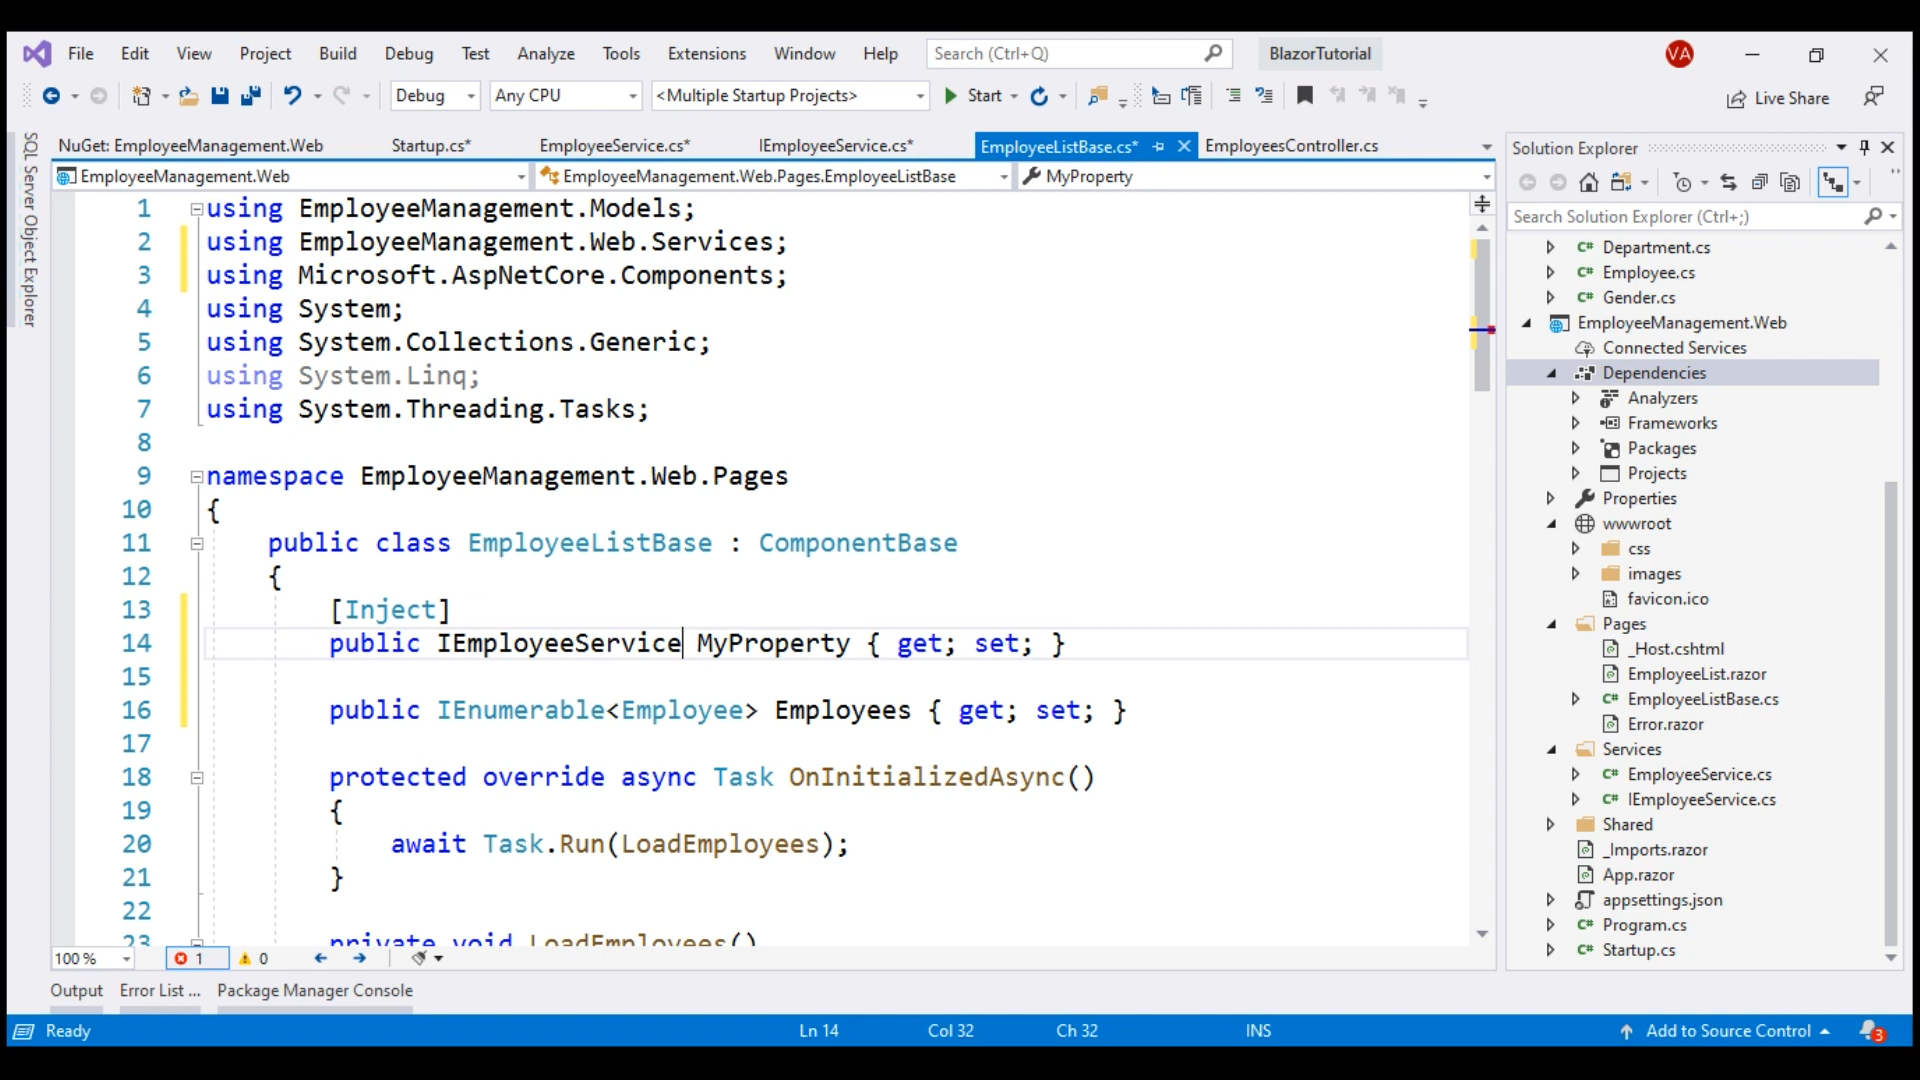 File Edit View Project Build Debug Test Analyze Tools Extensions Window Help Search (Ctrl+Q) BlazorTutorial VA
Debug Any CPU <Multiple Startup Projects> Start Live Share
SQL Server Object Explorer
NuGet: EmployeeManagement.Web Startup.cs* EmployeeService.cs* IEmployeeService.cs* EmployeeListBase.cs* EmployeesController.cs
EmployeeManagement.Web EmployeeManagement.Web.Pages.EmployeeListBase MyProperty
1 using EmployeeManagement.Models;
2 using EmployeeManagement.Web.Services;
3 using Microsoft.AspNetCore.Components;
4 using System;
5 using System.Collections.Generic;
6 using System.Linq;
7 using System.Threading.Tasks;
8
9 namespace EmployeeManagement.Web.Pages
10 {
11 public class EmployeeListBase : ComponentBase
12 {
13 [Inject]
14 public IEmployeeService MyProperty { get; set; }
15
16 public IEnumerable<Employee> Employees { get; set; }
17
18 protected override async Task OnInitializedAsync()
19 {
20 await Task.Run(LoadEmployees);
21 }
22
23 private void LoadEmployees()
100 % 1 0
Output Error List ... Package Manager Console
Solution Explorer
Search Solution Explorer (Ctrl+;)
C# Department.cs
C# Employee.cs
C# Gender.cs
EmployeeManagement.Web
Connected Services
Dependencies
Analyzers
Frameworks
Packages
Projects
Properties
wwwroot
css
images
favicon.ico
Pages
_Host.cshtml
EmployeeList.razor
C# EmployeeListBase.cs
Error.razor
Services
C# EmployeeService.cs
C# IEmployeeService.cs
Shared
_Imports.razor
App.razor
appsettings.json
C# Program.cs
C# Startup.cs
Ready Ln 14 Col 32 Ch 32 INS Add to Source Control 3